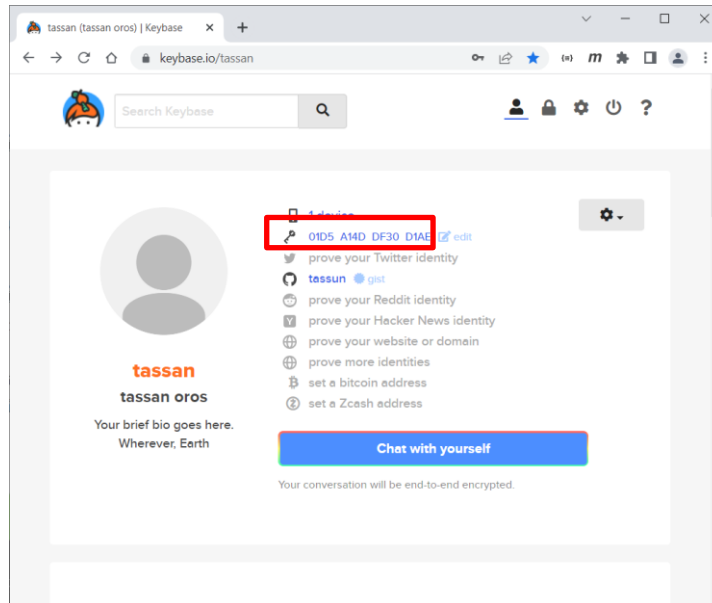 tassan (tassan oros) | Keybase
keybase.io/tassan
Search Keybase
1 device
01D5 A14D DF30 D1AE edit
prove your Twitter identity
tassun gist
prove your Reddit identity
prove your Hacker News identity
prove your website or domain
prove more identities
set a bitcoin address
set a Zcash address
tassan
tassan oros
Your brief bio goes here.
Wherever, Earth
Chat with yourself
Your conversation will be end-to-end encrypted.